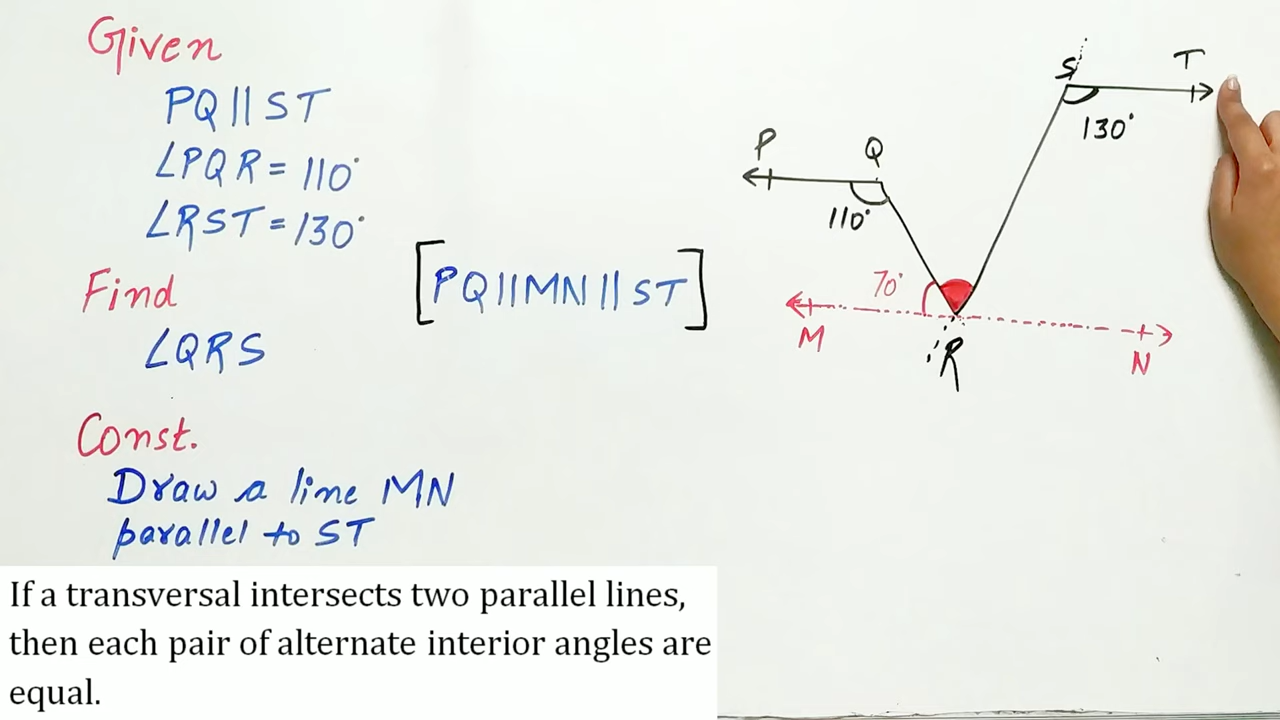 Given
PQ || ST
∠PQR = 110°
∠RST = 130°
Find
∠QRS
[PQ || MN || ST]
Const.
Draw a line MN
parallel to ST
If a transversal intersects two parallel lines,
then each pair of alternate interior angles are
equal.
S
T
130°
P
Q
110°
70°
M
R
N